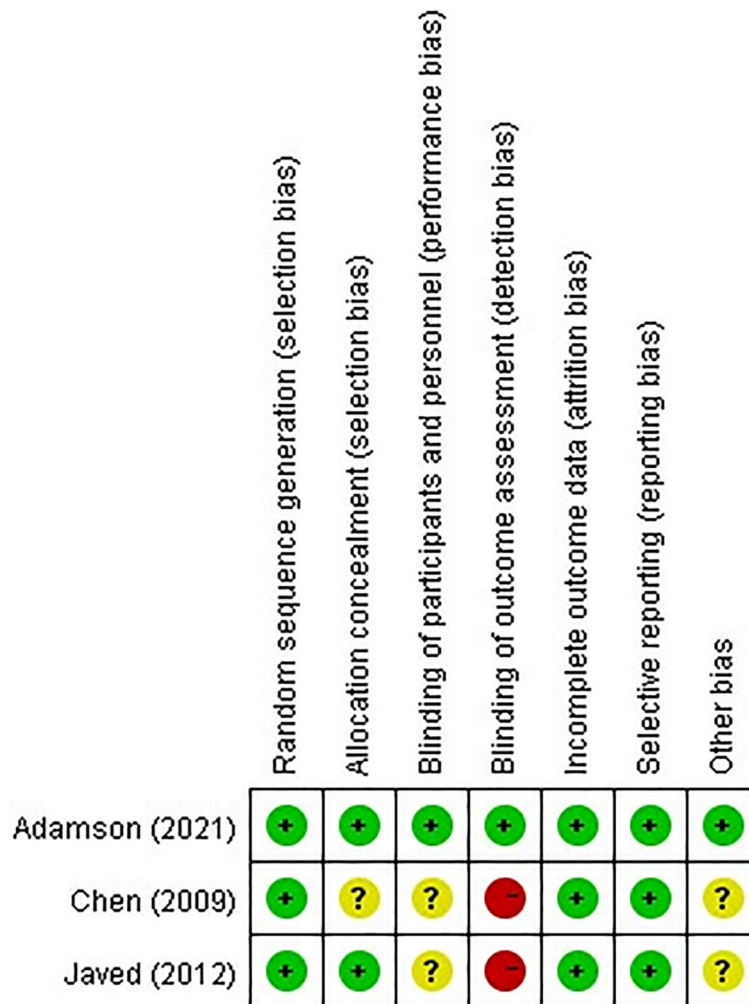 Random sequence generation (selection bias)
Allocation concealment (selection bias)
Blinding of participants and personnel (performance bias)
Blinding of outcome assessment (detection bias)
Incomplete outcome data (attrition bias)
Selective reporting (reporting bias)
Other bias
Adamson (2021) + + + + + + +
Chen (2009) + ? ? - + + ?
Javed (2012) + + ? - + + ?